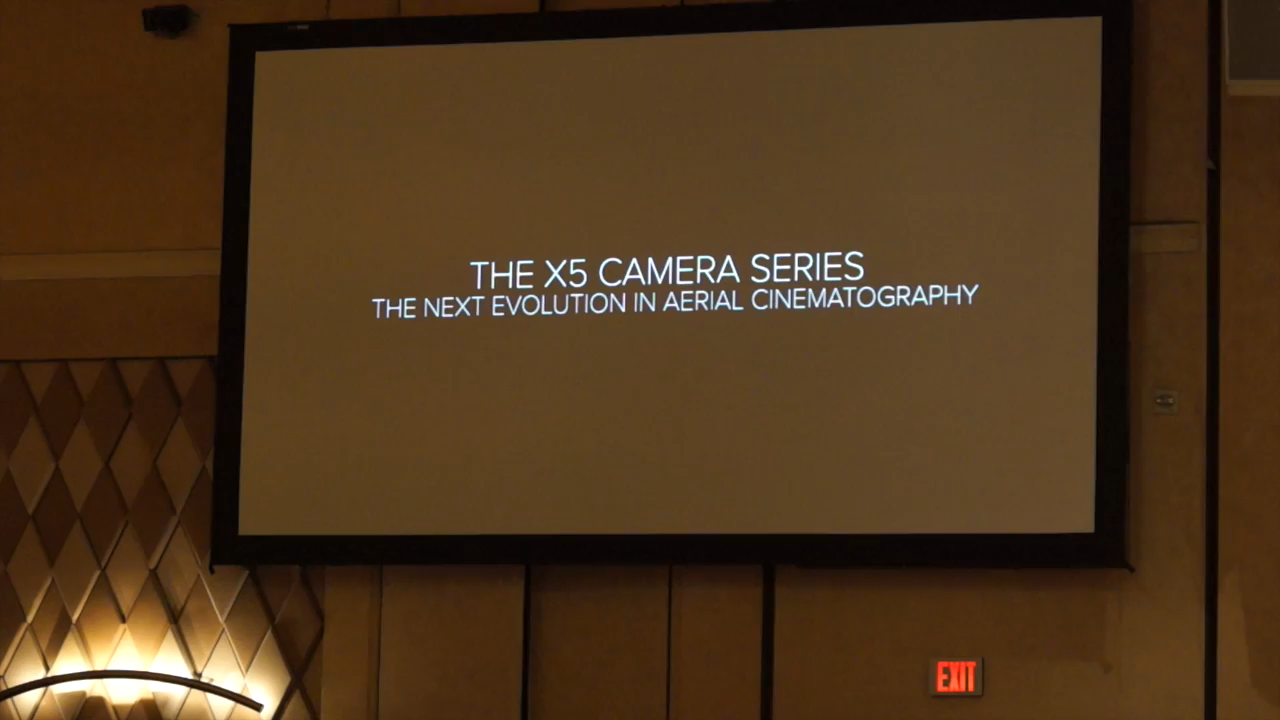 THE X5 CAMERA SERIES
THE NEXT EVOLUTION IN AERIAL CINEMATOGRAPHY
EXIT